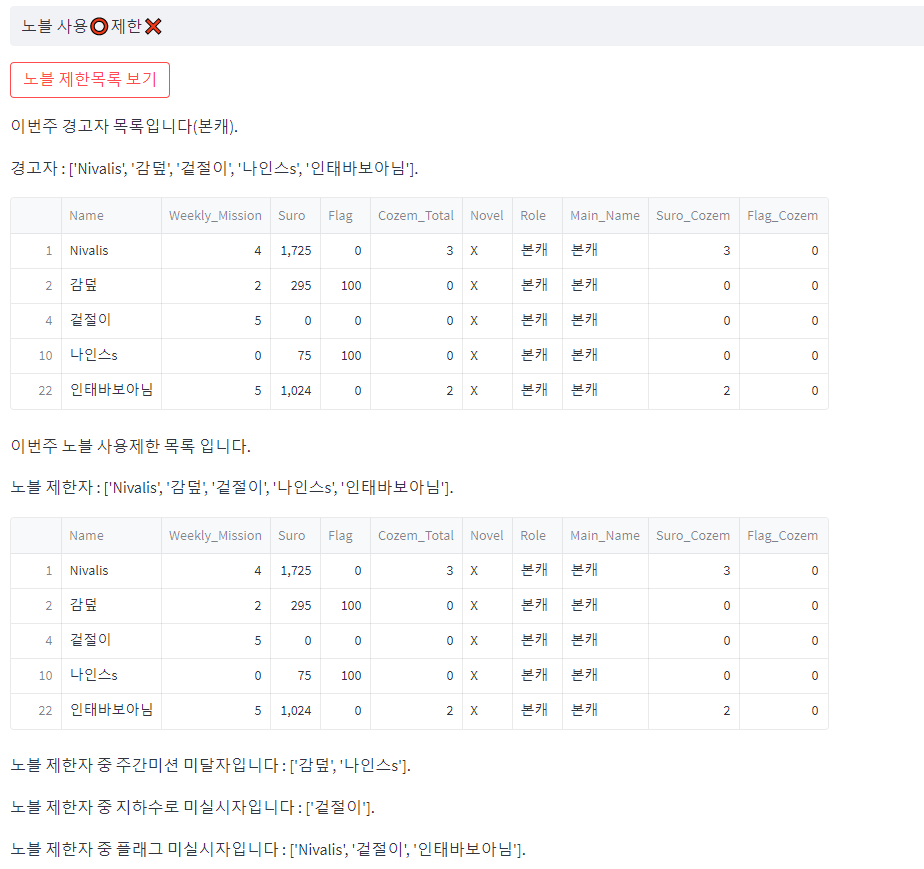 노블 사용⭕제한❌
노블 제한목록 보기
이번주 경고자 목록입니다(본캐).
경고자 : ['Nivalis', '감덮', '겉절이', '나인스s', '인태바보아님'].
Name Weekly_Mission Suro Flag Cozem_Total Novel Role Main_Name Suro_Cozem Flag_Cozem
1 Nivalis 4 1,725 0 3 X 본캐 본캐 3 0
2 감덮 2 295 100 0 X 본캐 본캐 0 0
4 겉절이 5 0 0 0 X 본캐 본캐 0 0
10 나인스s 0 75 100 0 X 본캐 본캐 0 0
22 인태바보아님 5 1,024 0 2 X 본캐 본캐 2 0
이번주 노블 사용제한 목록 입니다.
노블 제한자 : ['Nivalis', '감덮', '겉절이', '나인스s', '인태바보아님'].
Name Weekly_Mission Suro Flag Cozem_Total Novel Role Main_Name Suro_Cozem Flag_Cozem
1 Nivalis 4 1,725 0 3 X 본캐 본캐 3 0
2 감덮 2 295 100 0 X 본캐 본캐 0 0
4 겉절이 5 0 0 0 X 본캐 본캐 0 0
10 나인스s 0 75 100 0 X 본캐 본캐 0 0
22 인태바보아님 5 1,024 0 2 X 본캐 본캐 2 0
노블 제한자 중 주간미션 미달자입니다 : ['감덮', '나인스s'].
노블 제한자 중 지하수로 미실시자입니다 : ['겉절이'].
노블 제한자 중 플래그 미실시자입니다 : ['Nivalis', '겉절이', '인태바보아님'].